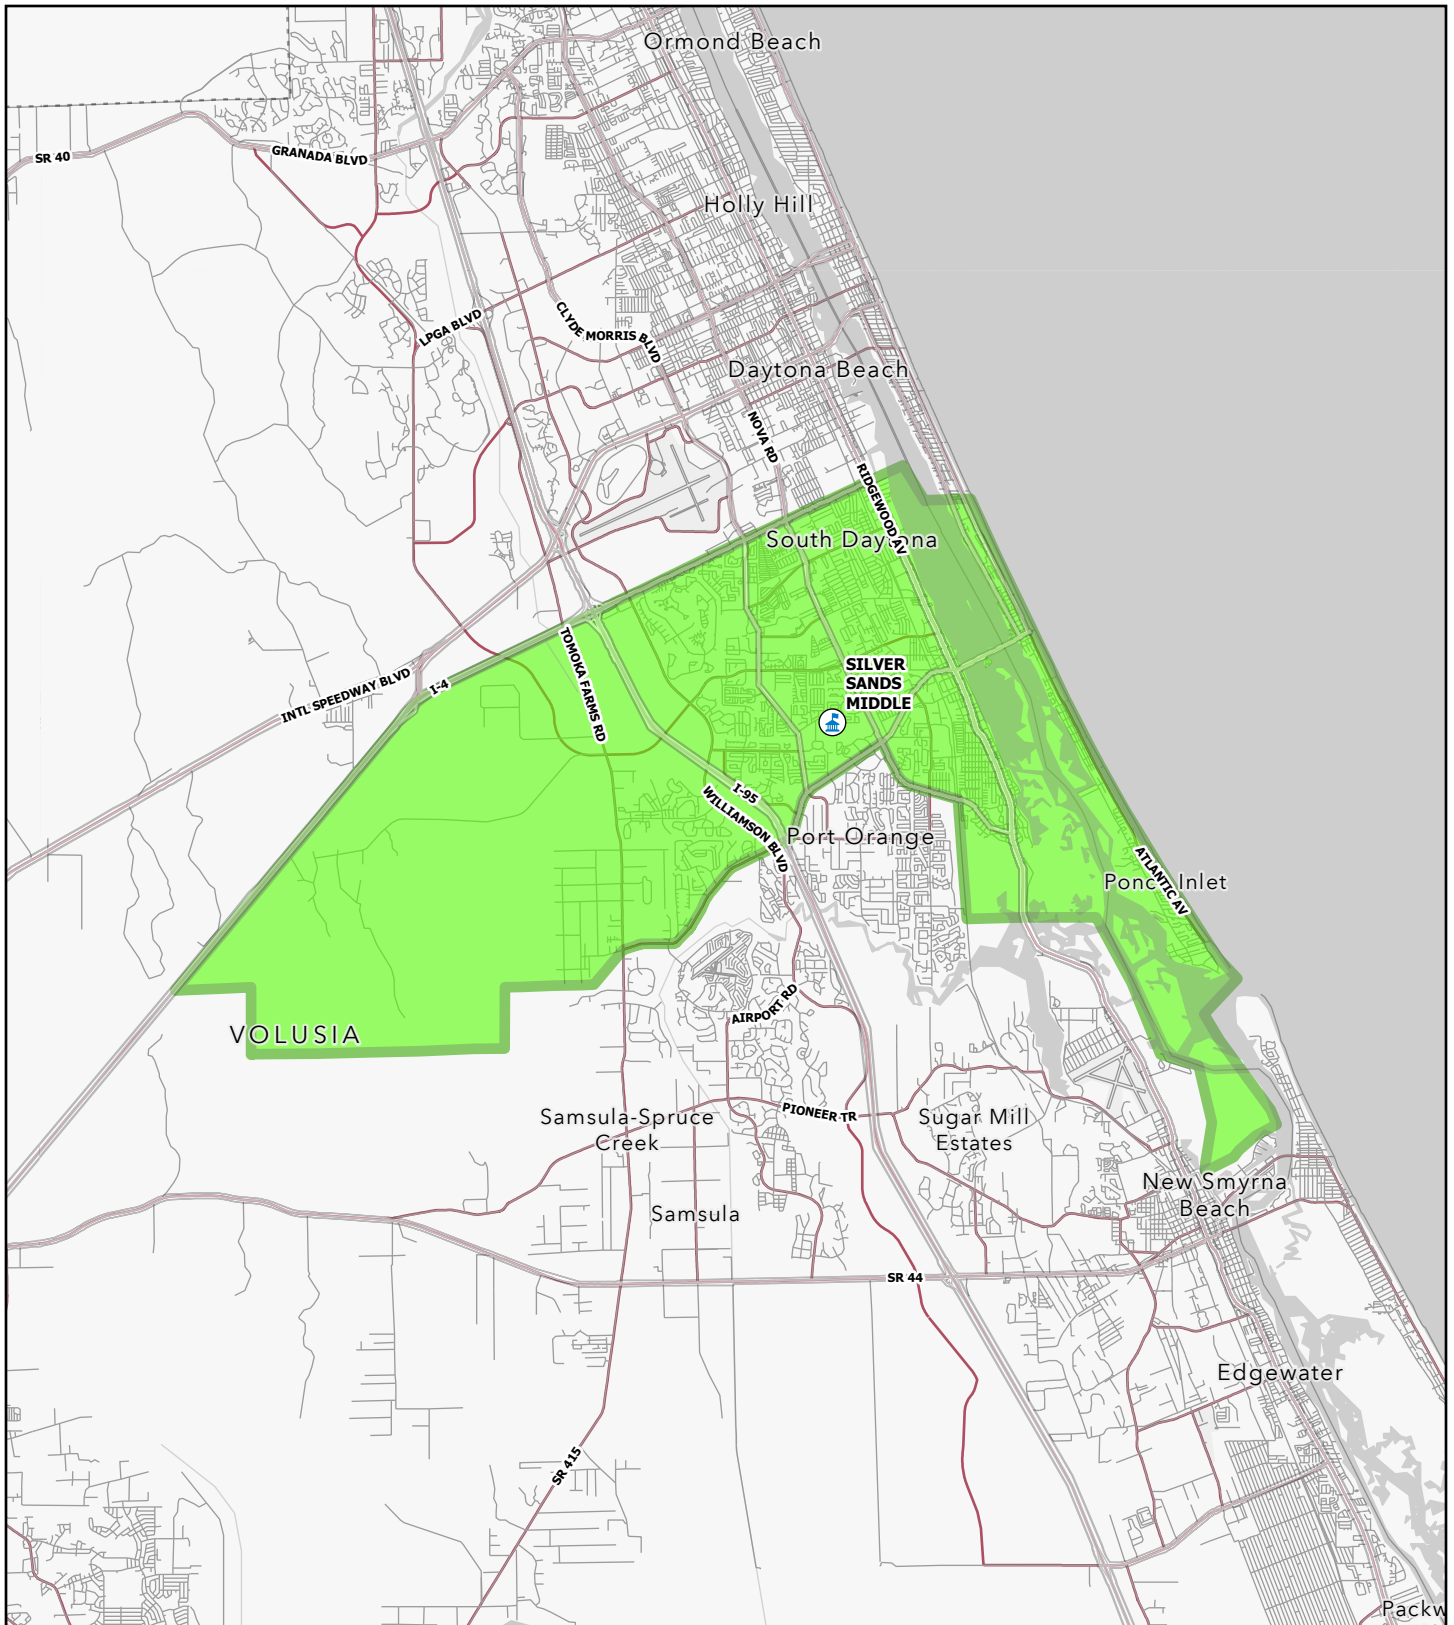 Ormond Beach
SR 40
GRANADA BLVD
Holly Hill
LPGA BLVD
CLYDE MORRIS BLVD
Daytona Beach
NOVA RD
RIDGEWOOD AV
South Daytona
TOMOKA FARMS RD
INTL SPEEDWAY BLVD
I-4
SILVER
SANDS
MIDDLE
I-95
WILLIAMSON BLVD
Port Orange
ATLANTIC AV
Ponce Inlet
AIRPORT RD
VOLUSIA
PIONEER TR
Samsula-Spruce
Creek
Sugar Mill
Estates
New Smyrna
Beach
Samsula
SR 44
Edgewater
SR 415
Packw